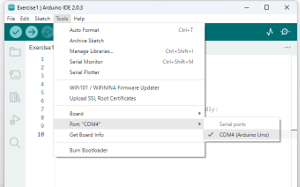 Exercise1 | Arduino IDE 2.0.3
File Edit Sketch Tools Help
Auto Format Ctrl+T
Archive Sketch
Manage Libraries... Ctrl+Shift+I
Serial Monitor Ctrl+Shift+M
Serial Plotter
WiFi101 / WiFiNINA Firmware Updater
Upload SSL Root Certificates
Board
Port: "COM4"
Get Board Info
Burn Bootloader
Serial ports
COM4 (Arduino Uno)
Exercise1
1
2
3
4
5
6
7
8
9
10
dly: